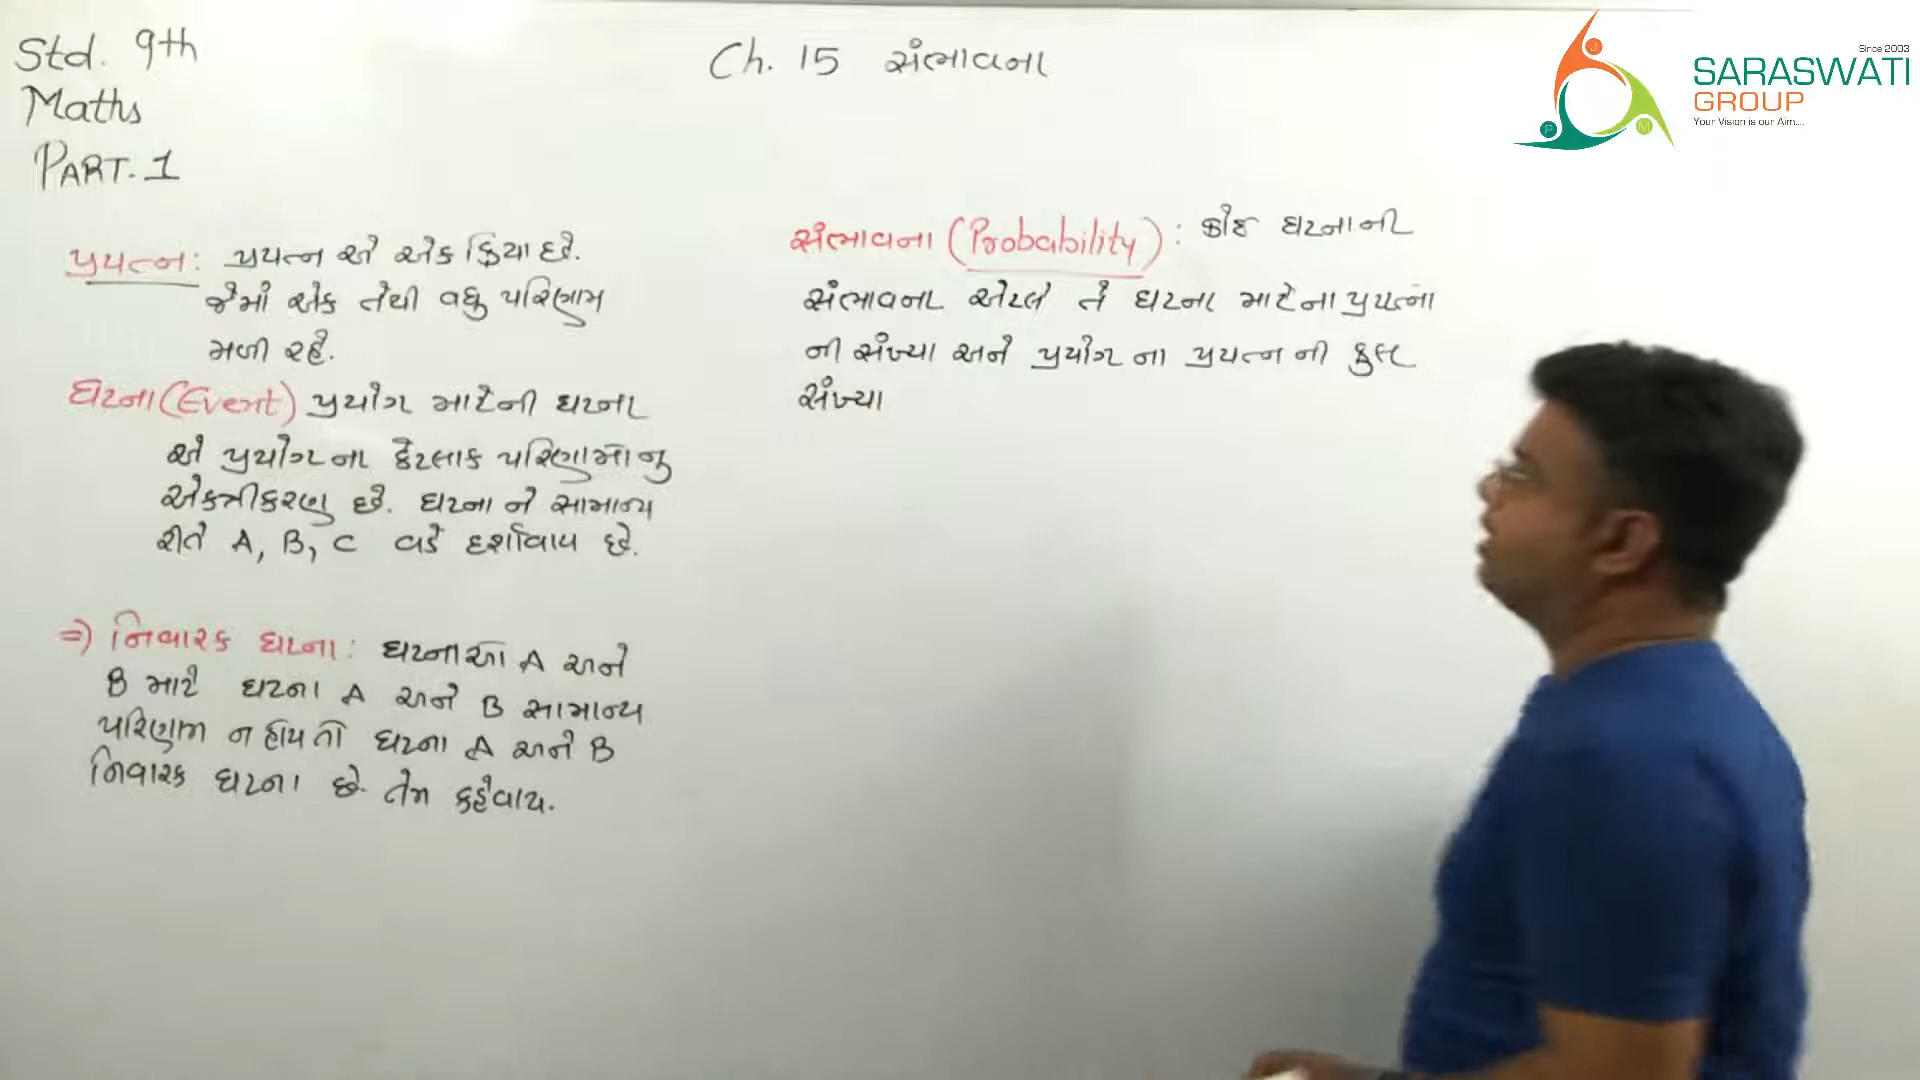 Std. 9th
Maths
PART. 1
Ch. 15 સંભાવના
Since 2003
SARASWATI
GROUP
Your Vision is our Aim....
J
P
M
પ્રયત્ન : પ્રયત્ન એ એક ક્રિયા છે.
જેમાં એક તેથી વધુ પરિણામ
મળી રહે.
ઘટના (Event) પ્રયોગ માટેની ઘટના
એ પ્રયોગના કેટલાક પરિણામોનુ
એકત્રીકરણ છે. ઘટના ને સામાન્ય
રીતે A, B, C વડે દર્શાવાય છે.
⇒) નિવારક ઘટના : ઘટનાઓ A અને
B માટે ઘટના A અને B સામાન્ય
પરિણામ ન હોય તો ઘટના A અને B
નિવારક ઘટના છે તેમ કહેવાય.
સંભાવના (Probability) : કોઈ ઘટનાની
સંભાવના એટલે તે ઘટના માટેના પ્રયત્નો
ની સંખ્યા અને પ્રયોગ ના પ્રયત્ન ની કુલ
સંખ્યા